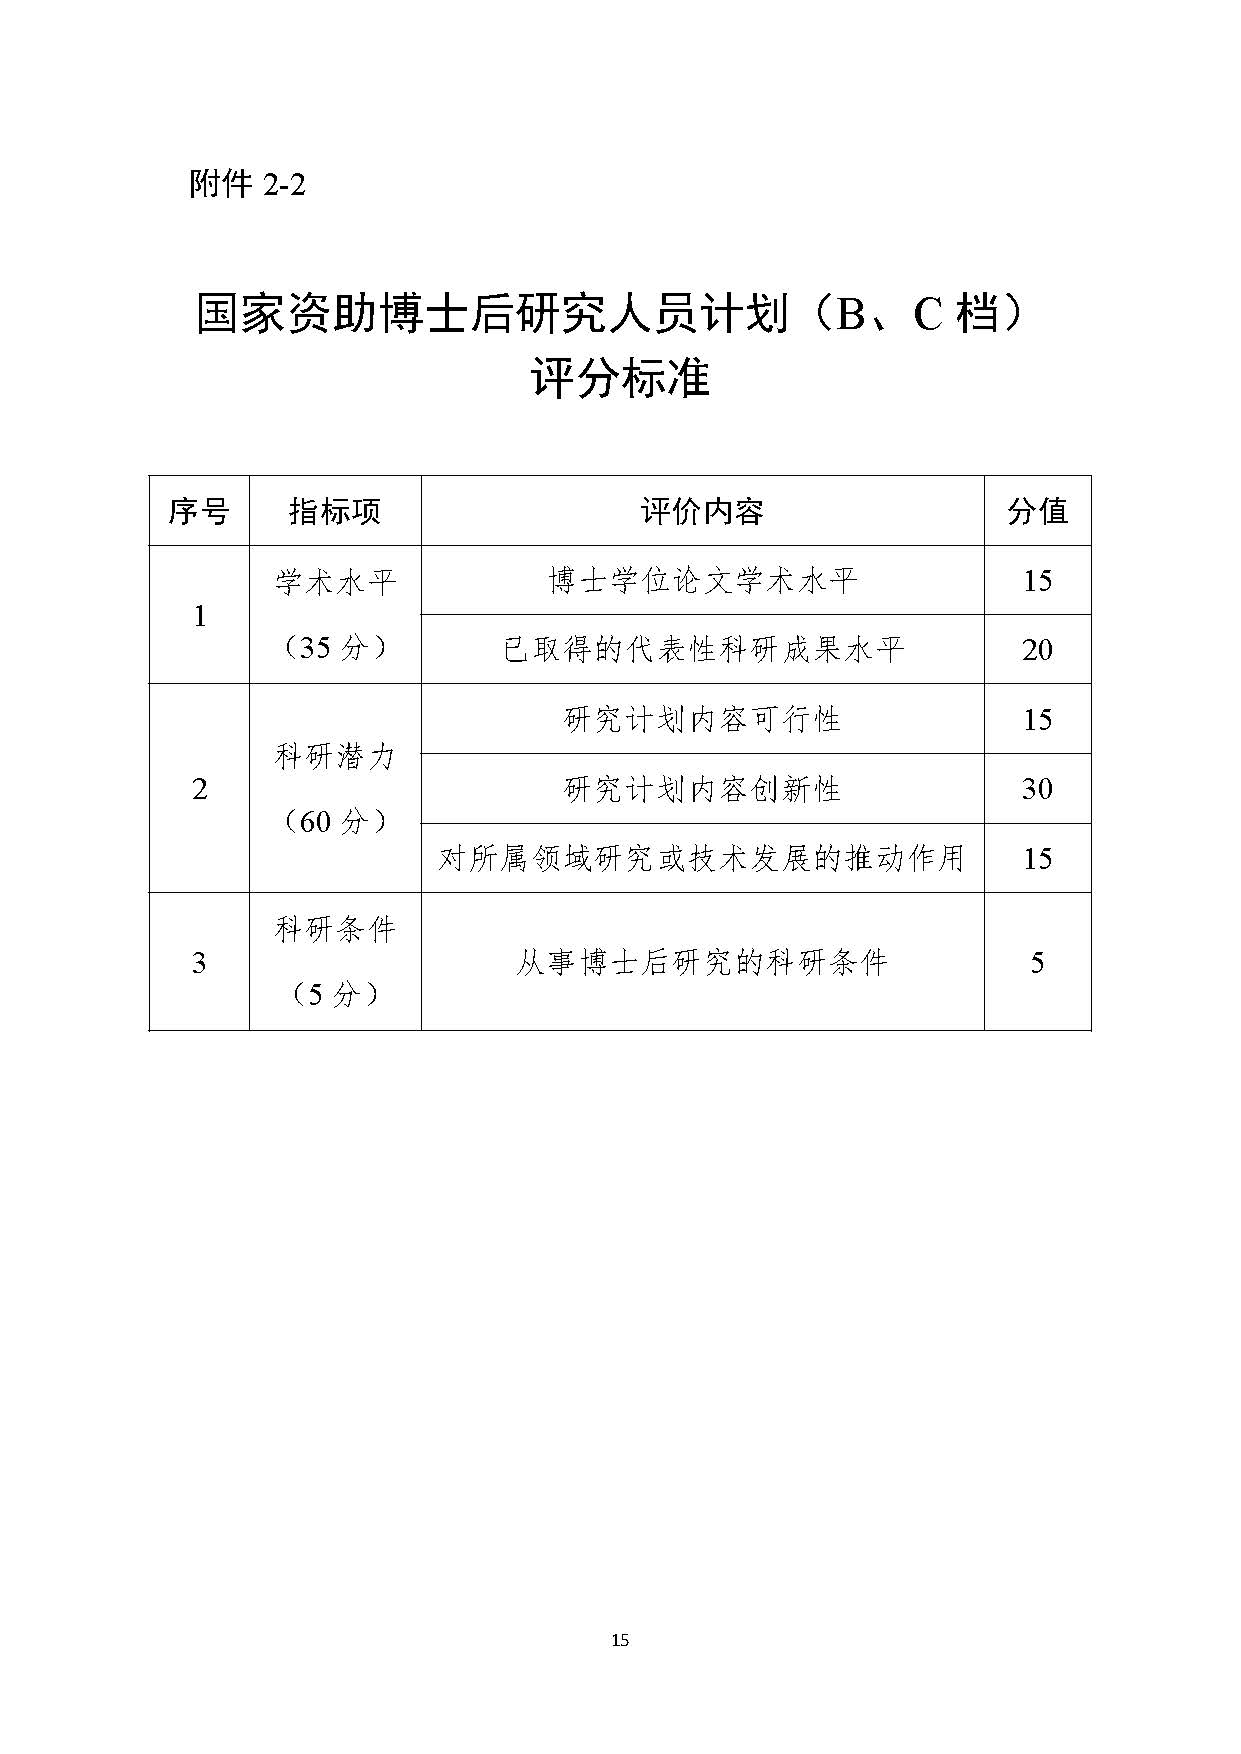 附件 2-2
国家资助博士后研究人员计划（B、C 档）
评分标准
序号 指标项 评价内容 分值
1 学术水平（35 分） 博士学位论文学术水平 15
已取得的代表性科研成果水平 20
2 科研潜力（60 分） 研究计划内容可行性 15
研究计划内容创新性 30
对所属领域研究或技术发展的推动作用 15
3 科研条件（5 分） 从事博士后研究的科研条件 5
15